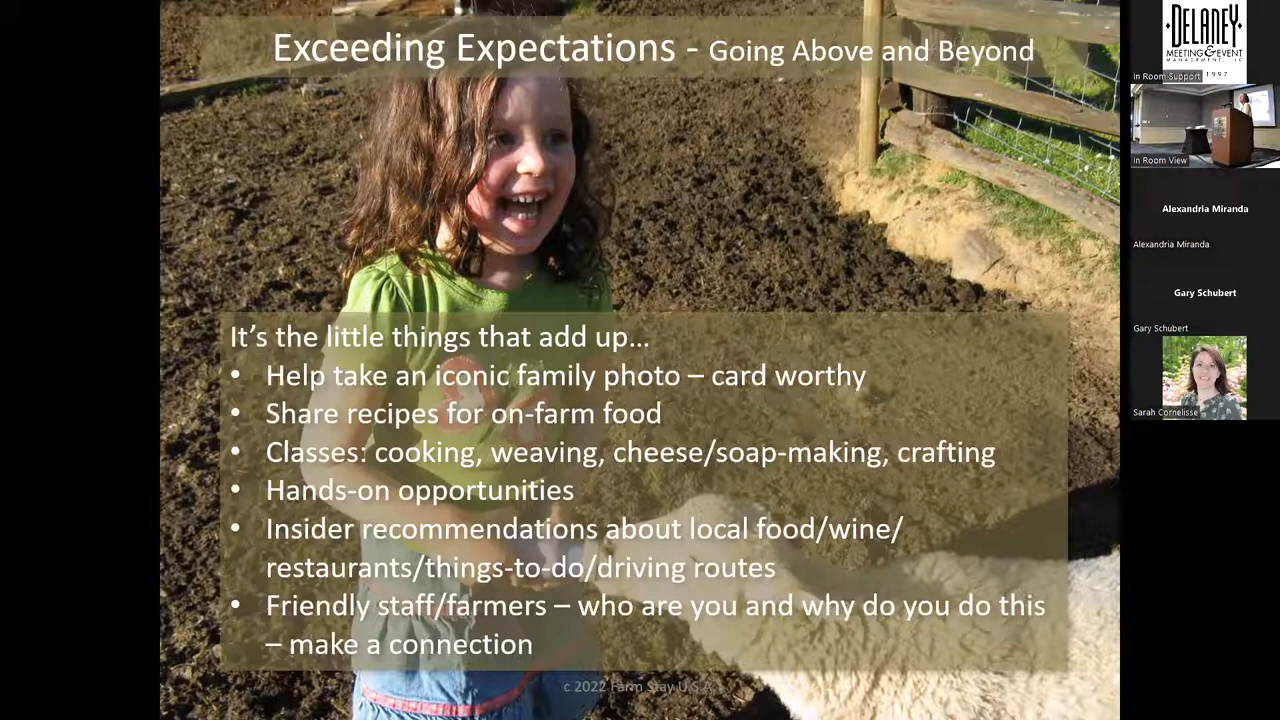 Exceeding Expectations - Going Above and Beyond
It’s the little things that add up…
• Help take an iconic family photo – card worthy
• Share recipes for on-farm food
• Classes: cooking, weaving, cheese/soap-making, crafting
• Hands-on opportunities
• Insider recommendations about local food/wine/
restaurants/things-to-do/driving routes
• Friendly staff/farmers – who are you and why do you do this
– make a connection
c 2022 Farm Stay U.S.A.
DELANEY
MEETING & EVENT
MANAGEMENT, LLC
1997
In Room Support
In Room View
Alexandria Miranda
Alexandria Miranda
Gary Schubert
Gary Schubert
Sarah Cornelisse